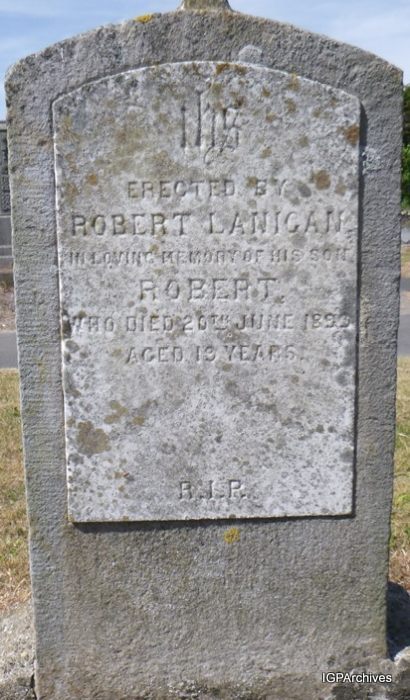 IHS
ERECTED BY
ROBERT LANIGAN,
IN LOVING MEMORY OF HIS SON
ROBERT,
WHO DIED 20TH JUNE
AGED 13 YEARS.
R.I.P.
IGPArchives